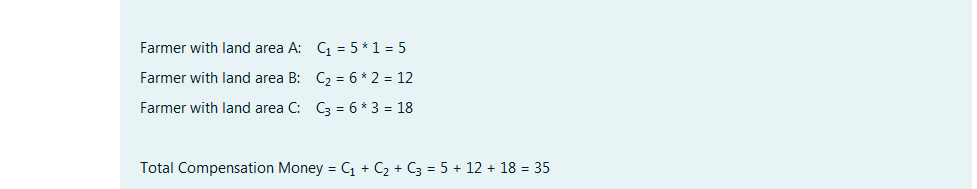 Farmer with land area A: C₁ = 5 * 1 = 5
Farmer with land area B: C₂ = 6 * 2 = 12
Farmer with land area C: C₃ = 6 * 3 = 18
Total Compensation Money = C₁ + C₂ + C₃ = 5 + 12 + 18 = 35